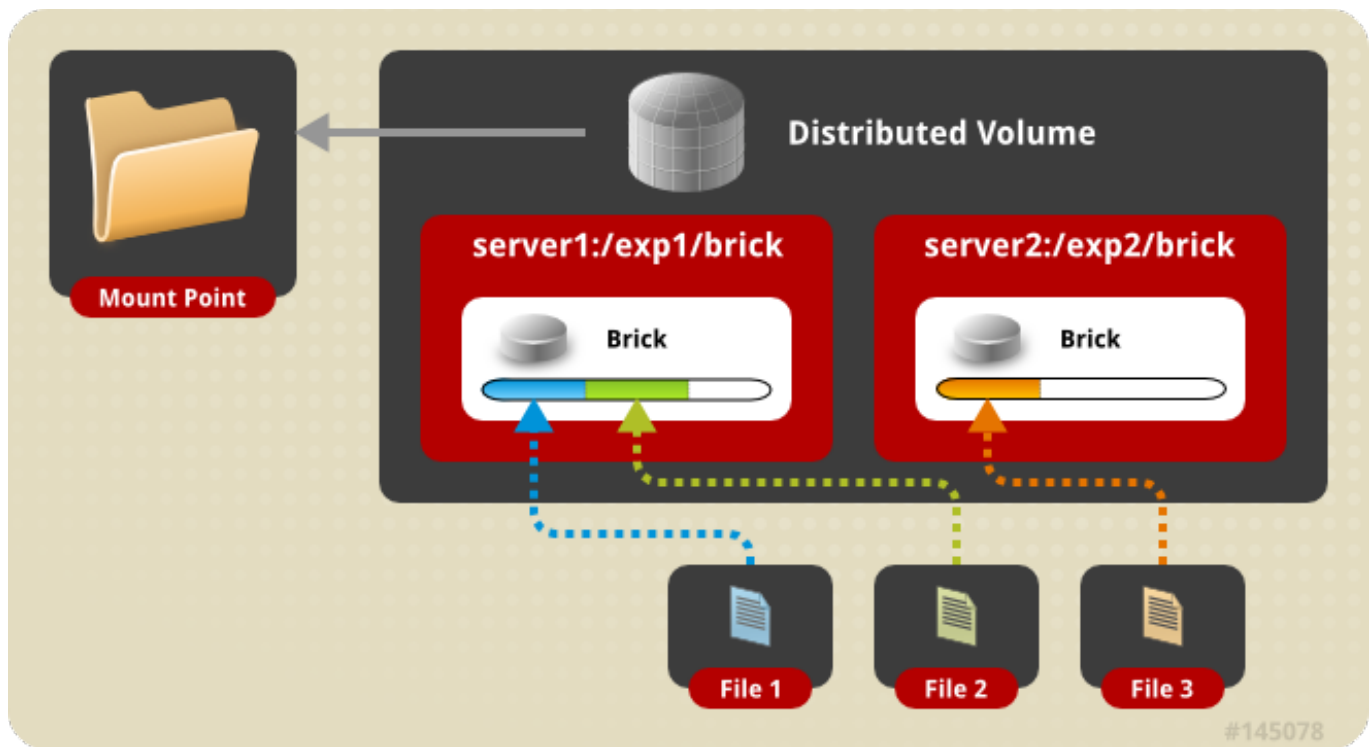 Distributed Volume
Mount Point
server1:/exp1/brick
server2:/exp2/brick
Brick
Brick
File 1
File 2
File 3
#145078